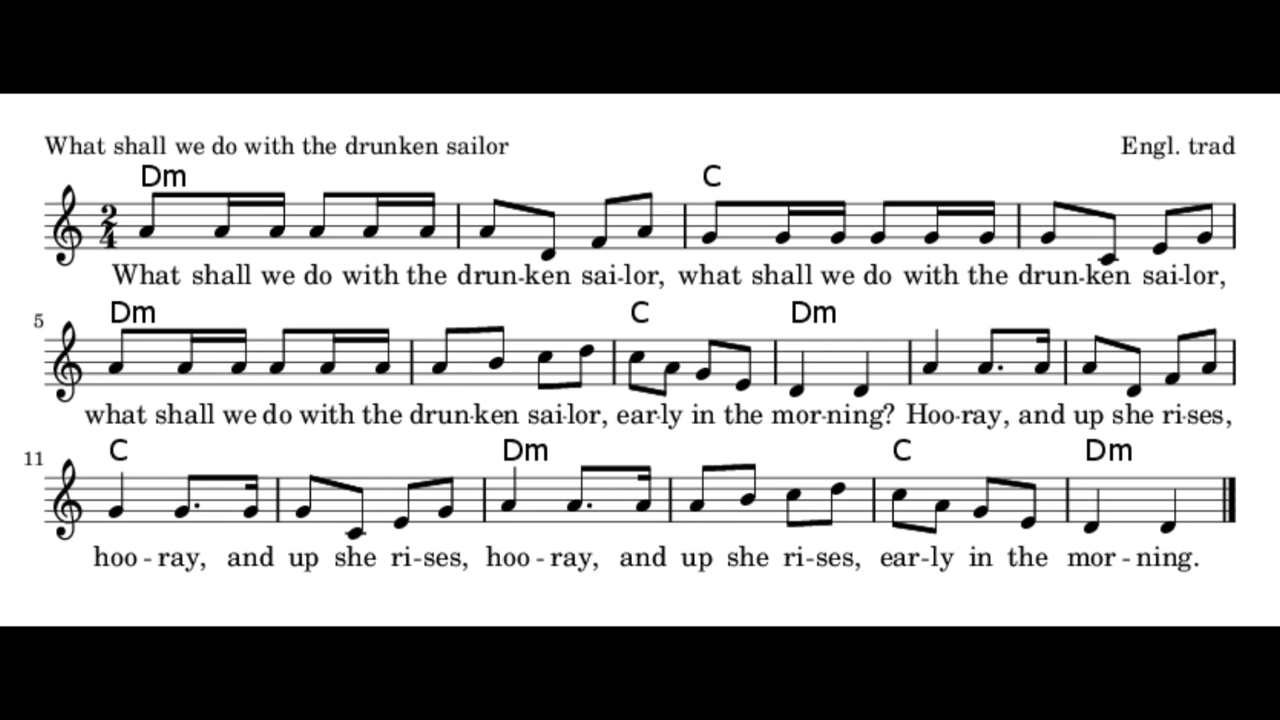 What shall we do with the drunken sailor Engl. trad
Dm C
2
4
What shall we do with the drun-ken sai-lor, what shall we do with the drun-ken sai-lor,
5 Dm C Dm
what shall we do with the drun-ken sai-lor, ear-ly in the mor-ning? Hoo-ray, and up she ri-ses,
11 C Dm C Dm
hoo-ray, and up she ri-ses, hoo-ray, and up she ri-ses, ear-ly in the mor-ning.